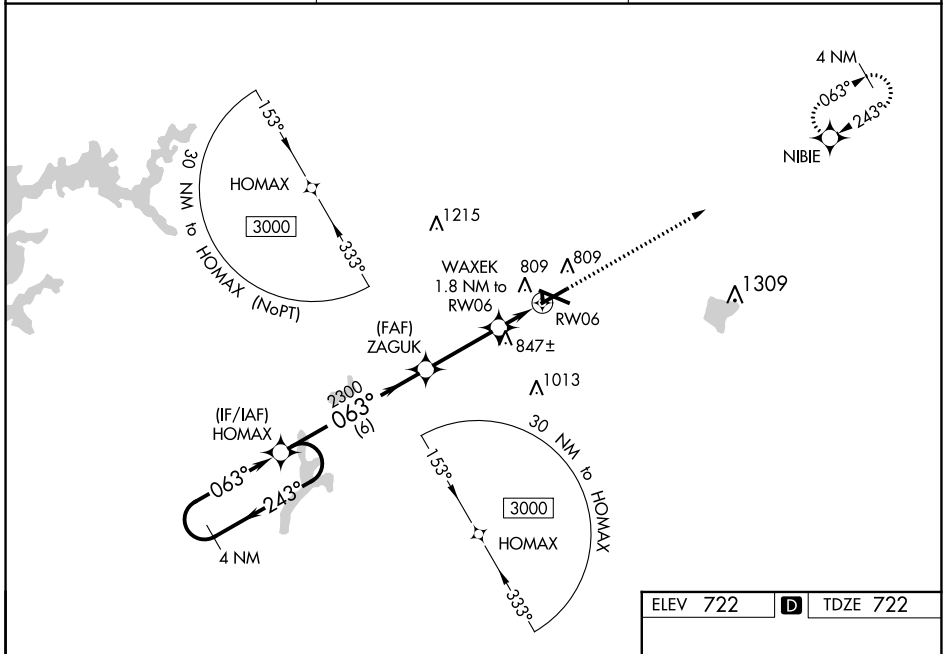 4 NM
063°
243°
NIBIE
153°
HOMAX
3000
333°
30 NM to HOMAX (NoPT)
1215
WAXEK
1.8 NM to
RW06
809
809
1309
RW06
(FAF)
ZAGUK
847±
1013
2300
063°
(6)
(IF/IAF)
HOMAX
063°
243°
4 NM
30 NM to HOMAX
153°
3000
HOMAX
333°
ELEV 722 D TDZE 722